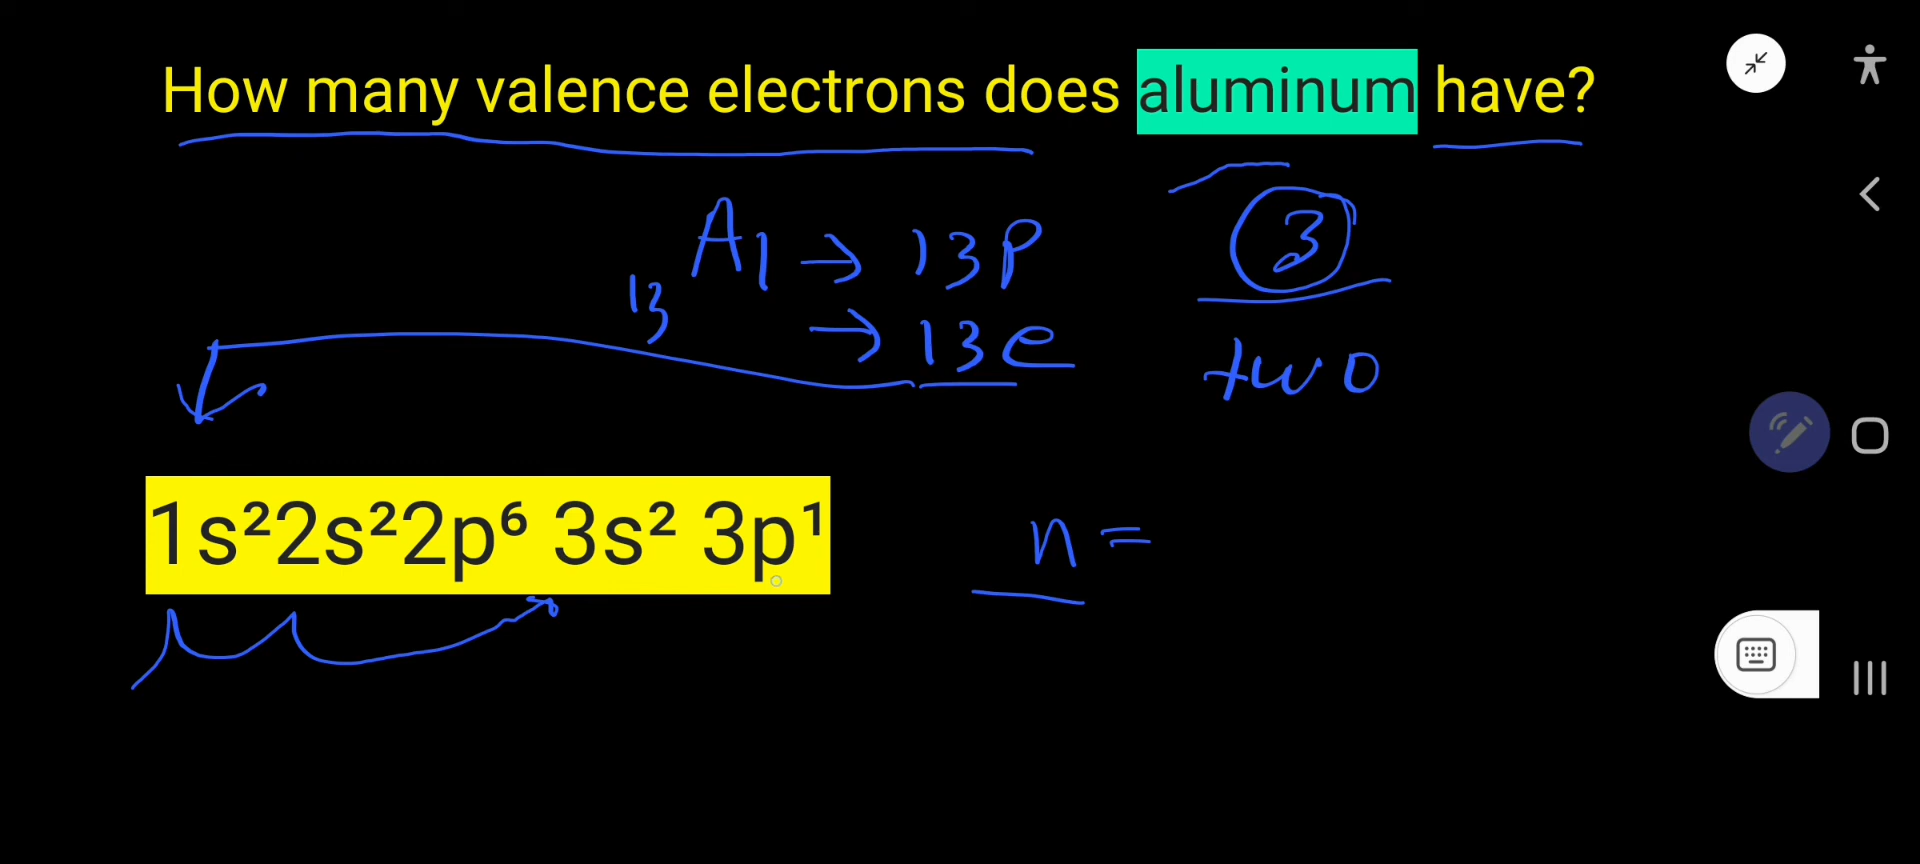 How many valence electrons does aluminum have?
Al → 13P
3
13
→ 13e
two
1s²2s²2p⁶ 3s² 3p¹
n =